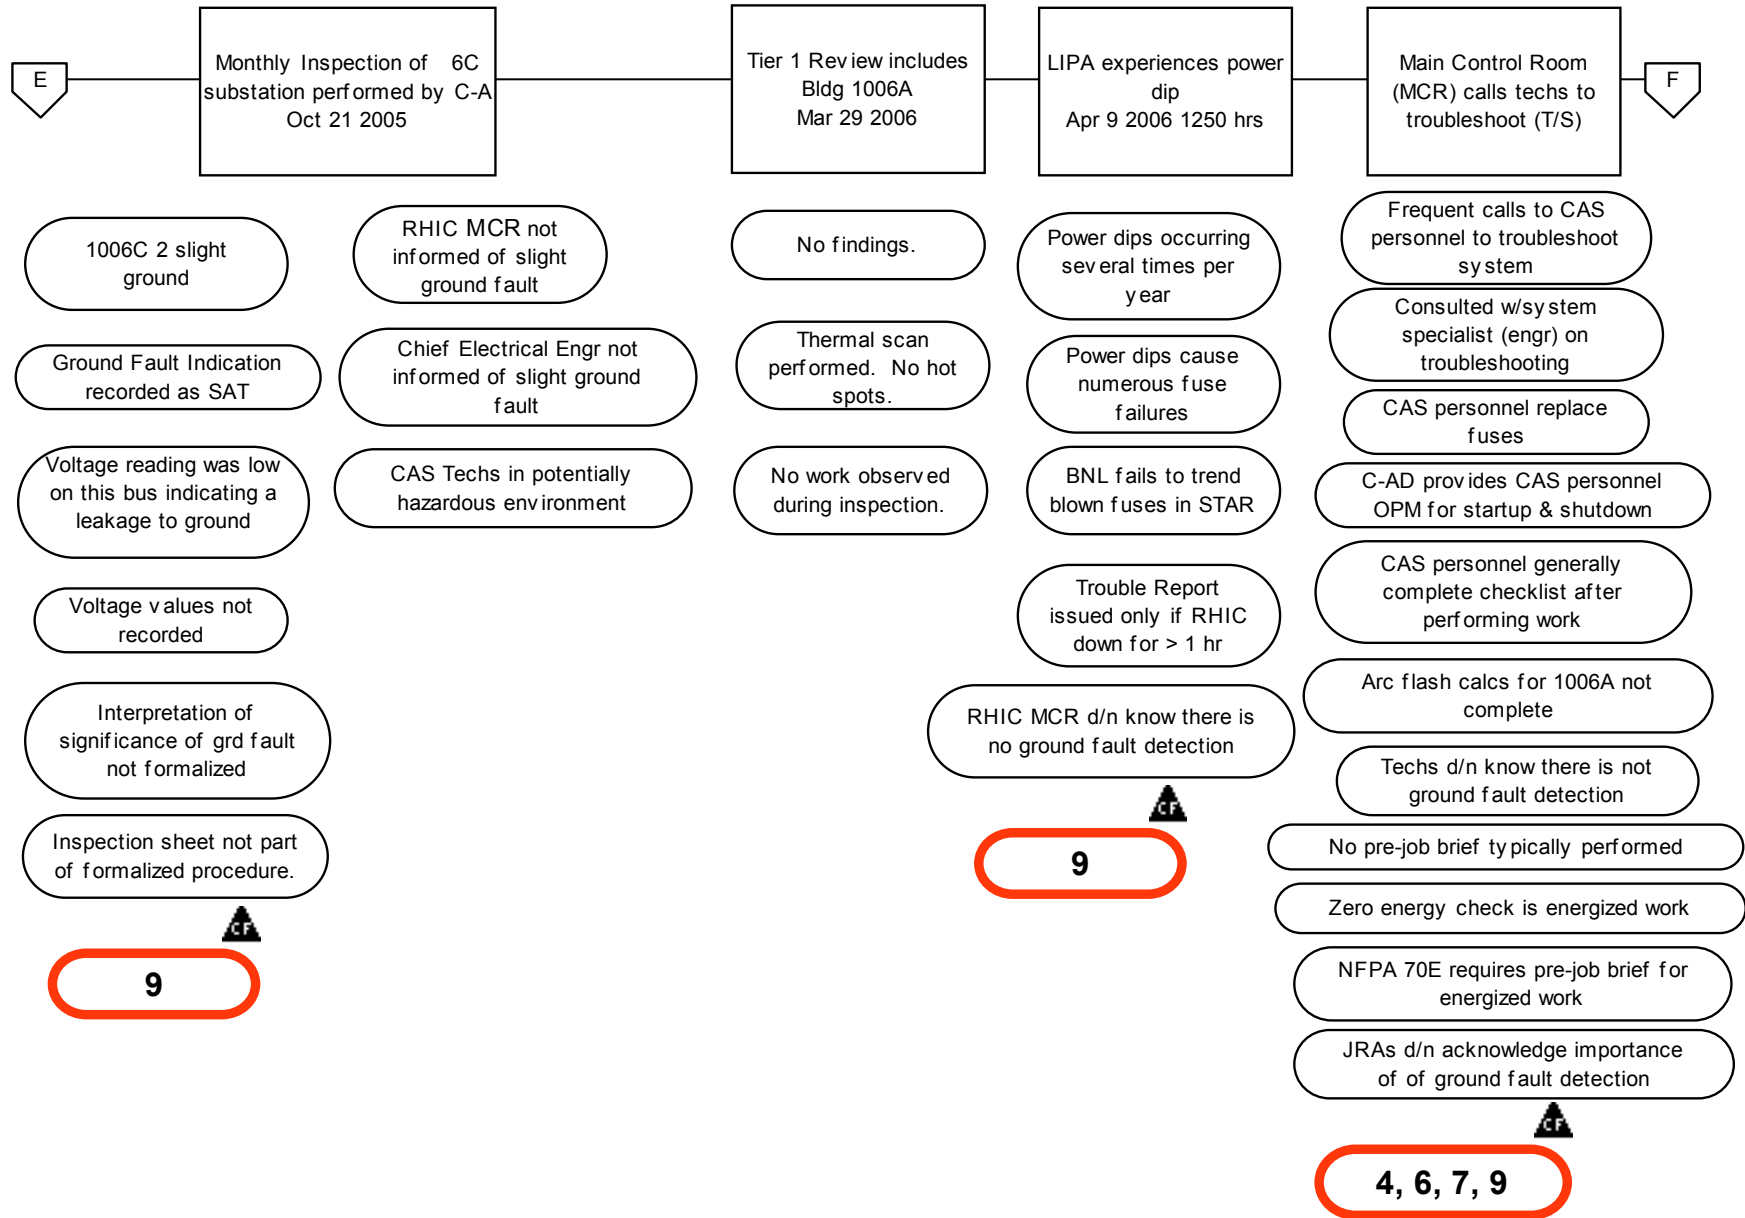 E
Monthly Inspection of 6C
substation performed by C-A
Oct 21 2005
Tier 1 Review includes
Bldg 1006A
Mar 29 2006
LIPA experiences power
dip
Apr 9 2006 1250 hrs
Main Control Room
(MCR) calls techs to
troubleshoot (T/S)
F
1006C 2 slight
ground
Ground Fault Indication
recorded as SAT
Voltage reading was low
on this bus indicating a
leakage to ground
Voltage values not
recorded
Interpretation of
significance of grd fault
not formalized
Inspection sheet not part
of formalized procedure.
CF
9
RHIC MCR not
informed of slight
ground fault
Chief Electrical Engr not
informed of slight ground
fault
CAS Techs in potentially
hazardous environment
No findings.
Thermal scan
performed. No hot
spots.
No work observed
during inspection.
Power dips occurring
several times per
year
Power dips cause
numerous fuse
failures
BNL fails to trend
blown fuses in STAR
Trouble Report
issued only if RHIC
down for > 1 hr
RHIC MCR d/n know there is
no ground fault detection
CF
9
Frequent calls to CAS
personnel to troubleshoot
system
Consulted w/system
specialist (engr) on
troubleshooting
CAS personnel replace
fuses
C-AD provides CAS personnel
OPM for startup & shutdown
CAS personnel generally
complete checklist after
performing work
Arc flash calcs for 1006A not
complete
Techs d/n know there is not
ground fault detection
No pre-job brief typically performed
Zero energy check is energized work
NFPA 70E requires pre-job brief for
energized work
JRAs d/n acknowledge importance
of of ground fault detection
CF
4, 6, 7, 9